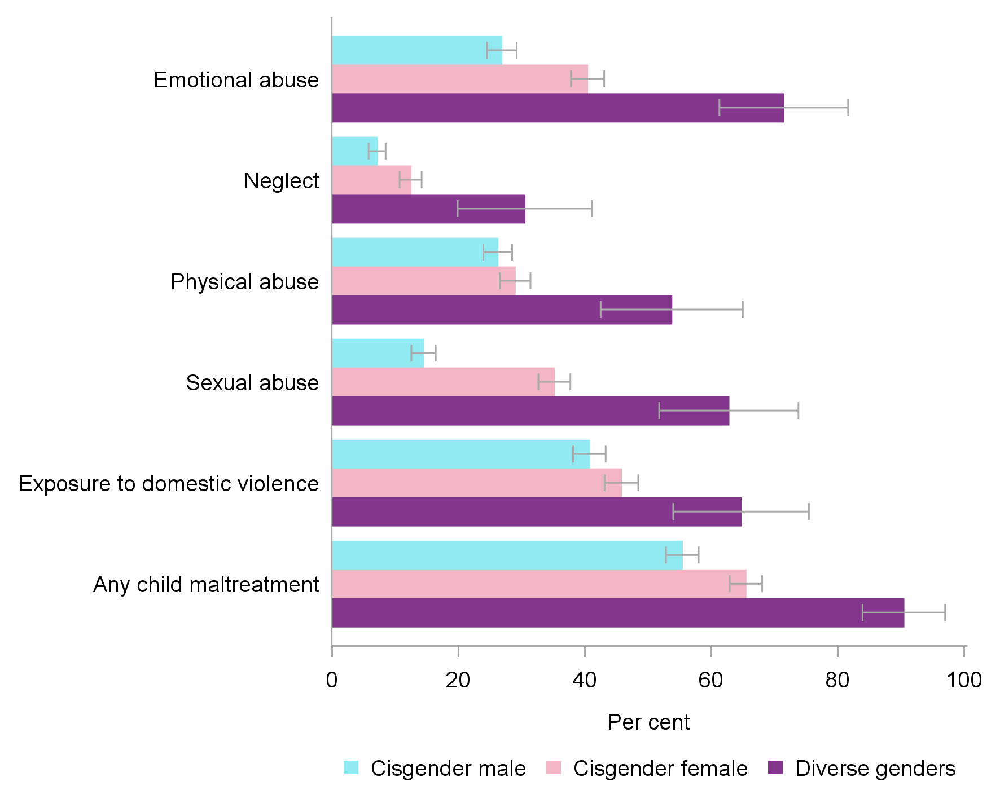 Emotional abuse
Neglect
Physical abuse
Sexual abuse
Exposure to domestic violence
Any child maltreatment
0 20 40 60 80 100
Per cent
Cisgender male Cisgender female Diverse genders